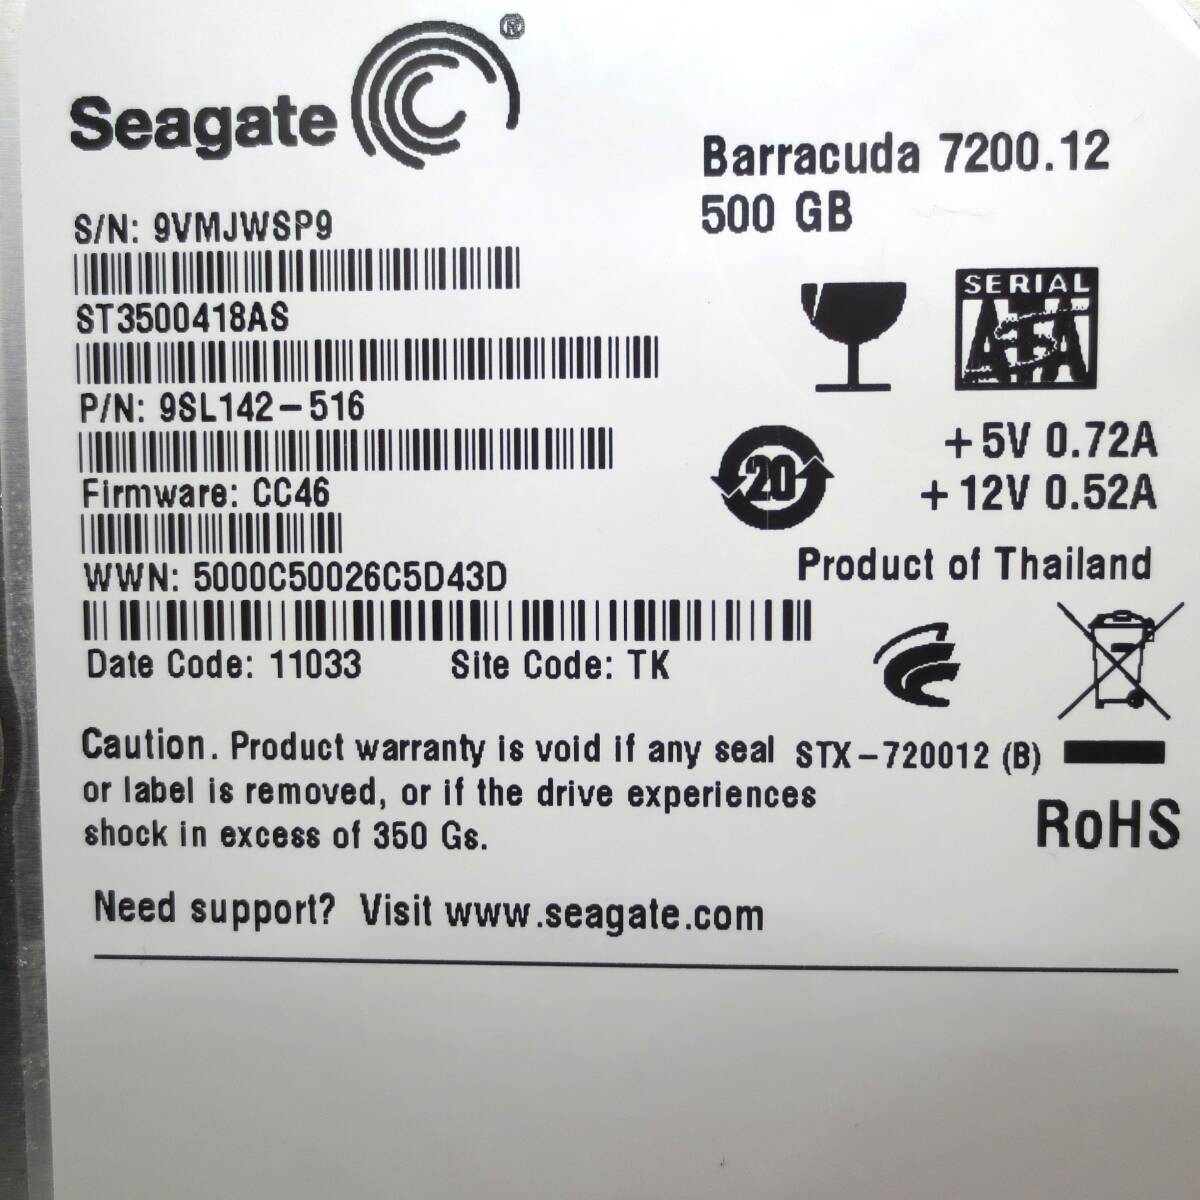 Seagate®
Barracuda 7200.12
500 GB
S/N: 9VMJWSP9
ST3500418AS
P/N: 9SL142-516
Firmware: CC46
WWN: 5000C50026C5D43D
Date Code: 11033 Site Code: TK
SERIAL
ATA
20
+5V 0.72A
+12V 0.52A
Product of Thailand
Caution. Product warranty is void if any seal
or label is removed, or if the drive experiences
shock in excess of 350 Gs.
STX-720012 (B)
RoHS
Need support? Visit www.seagate.com